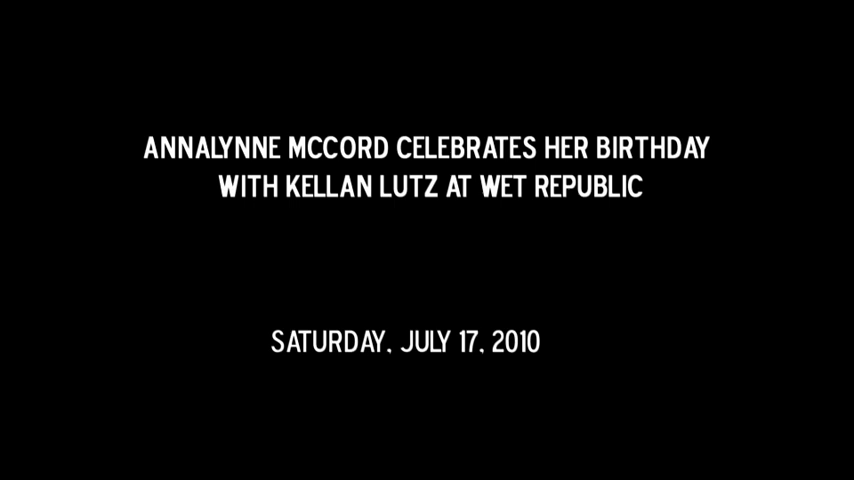 ANNALYNNE MCCORD CELEBRATES HER BIRTHDAY
WITH KELLAN LUTZ AT WET REPUBLIC
SATURDAY, JULY 17, 2010